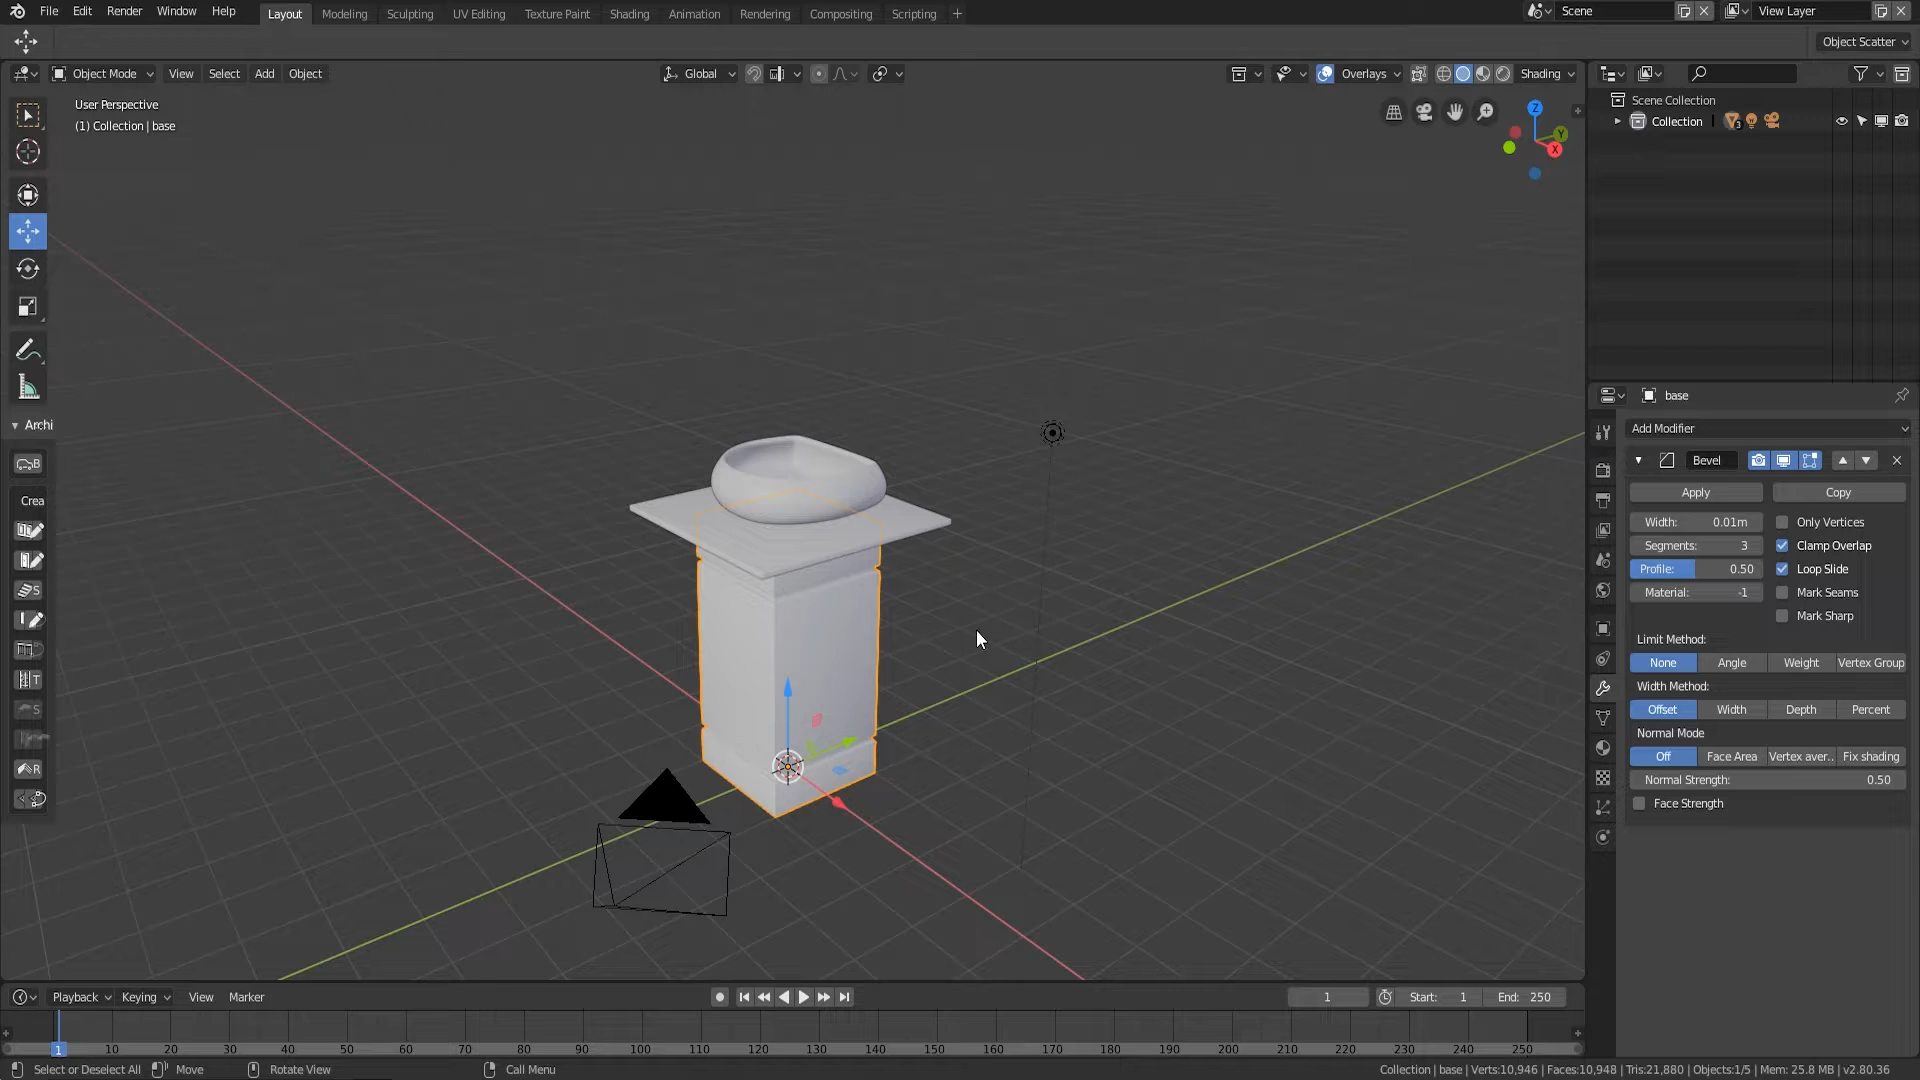 File Edit Render Window Help Layout Modeling Sculpting UV Editing Texture Paint Shading Animation Rendering Compositing Scripting + Scene View Layer
Object Scatter
Object Mode View Select Add Object Global Overlays Shading
User Perspective
(1) Collection | base
Z
Y
X
Scene Collection
Collection 3
Archi
B
Crea
S
T
S
R
base
Add Modifier
Bevel
Apply Copy
Width: 0.01m Only Vertices
Segments: 3 Clamp Overlap
Profile: 0.50 Loop Slide
Material: -1 Mark Seams
Mark Sharp
Limit Method:
None Angle Weight Vertex Group
Width Method:
Offset Width Depth Percent
Normal Mode
Off Face Area Vertex aver.. Fix shading
Normal Strength: 0.50
Face Strength
Playback Keying View Marker 1 Start: 1 End: 250
1 10 20 30 40 50 60 70 80 90 100 110 120 130 140 150 160 170 180 190 200 210 220 230 240 250
Select or Deselect All Move Rotate View Call Menu Collection | base | Verts:10,946 | Faces:10,948 | Tris:21,880 | Objects:1/5 | Mem: 25.8 MB | v2.80.36